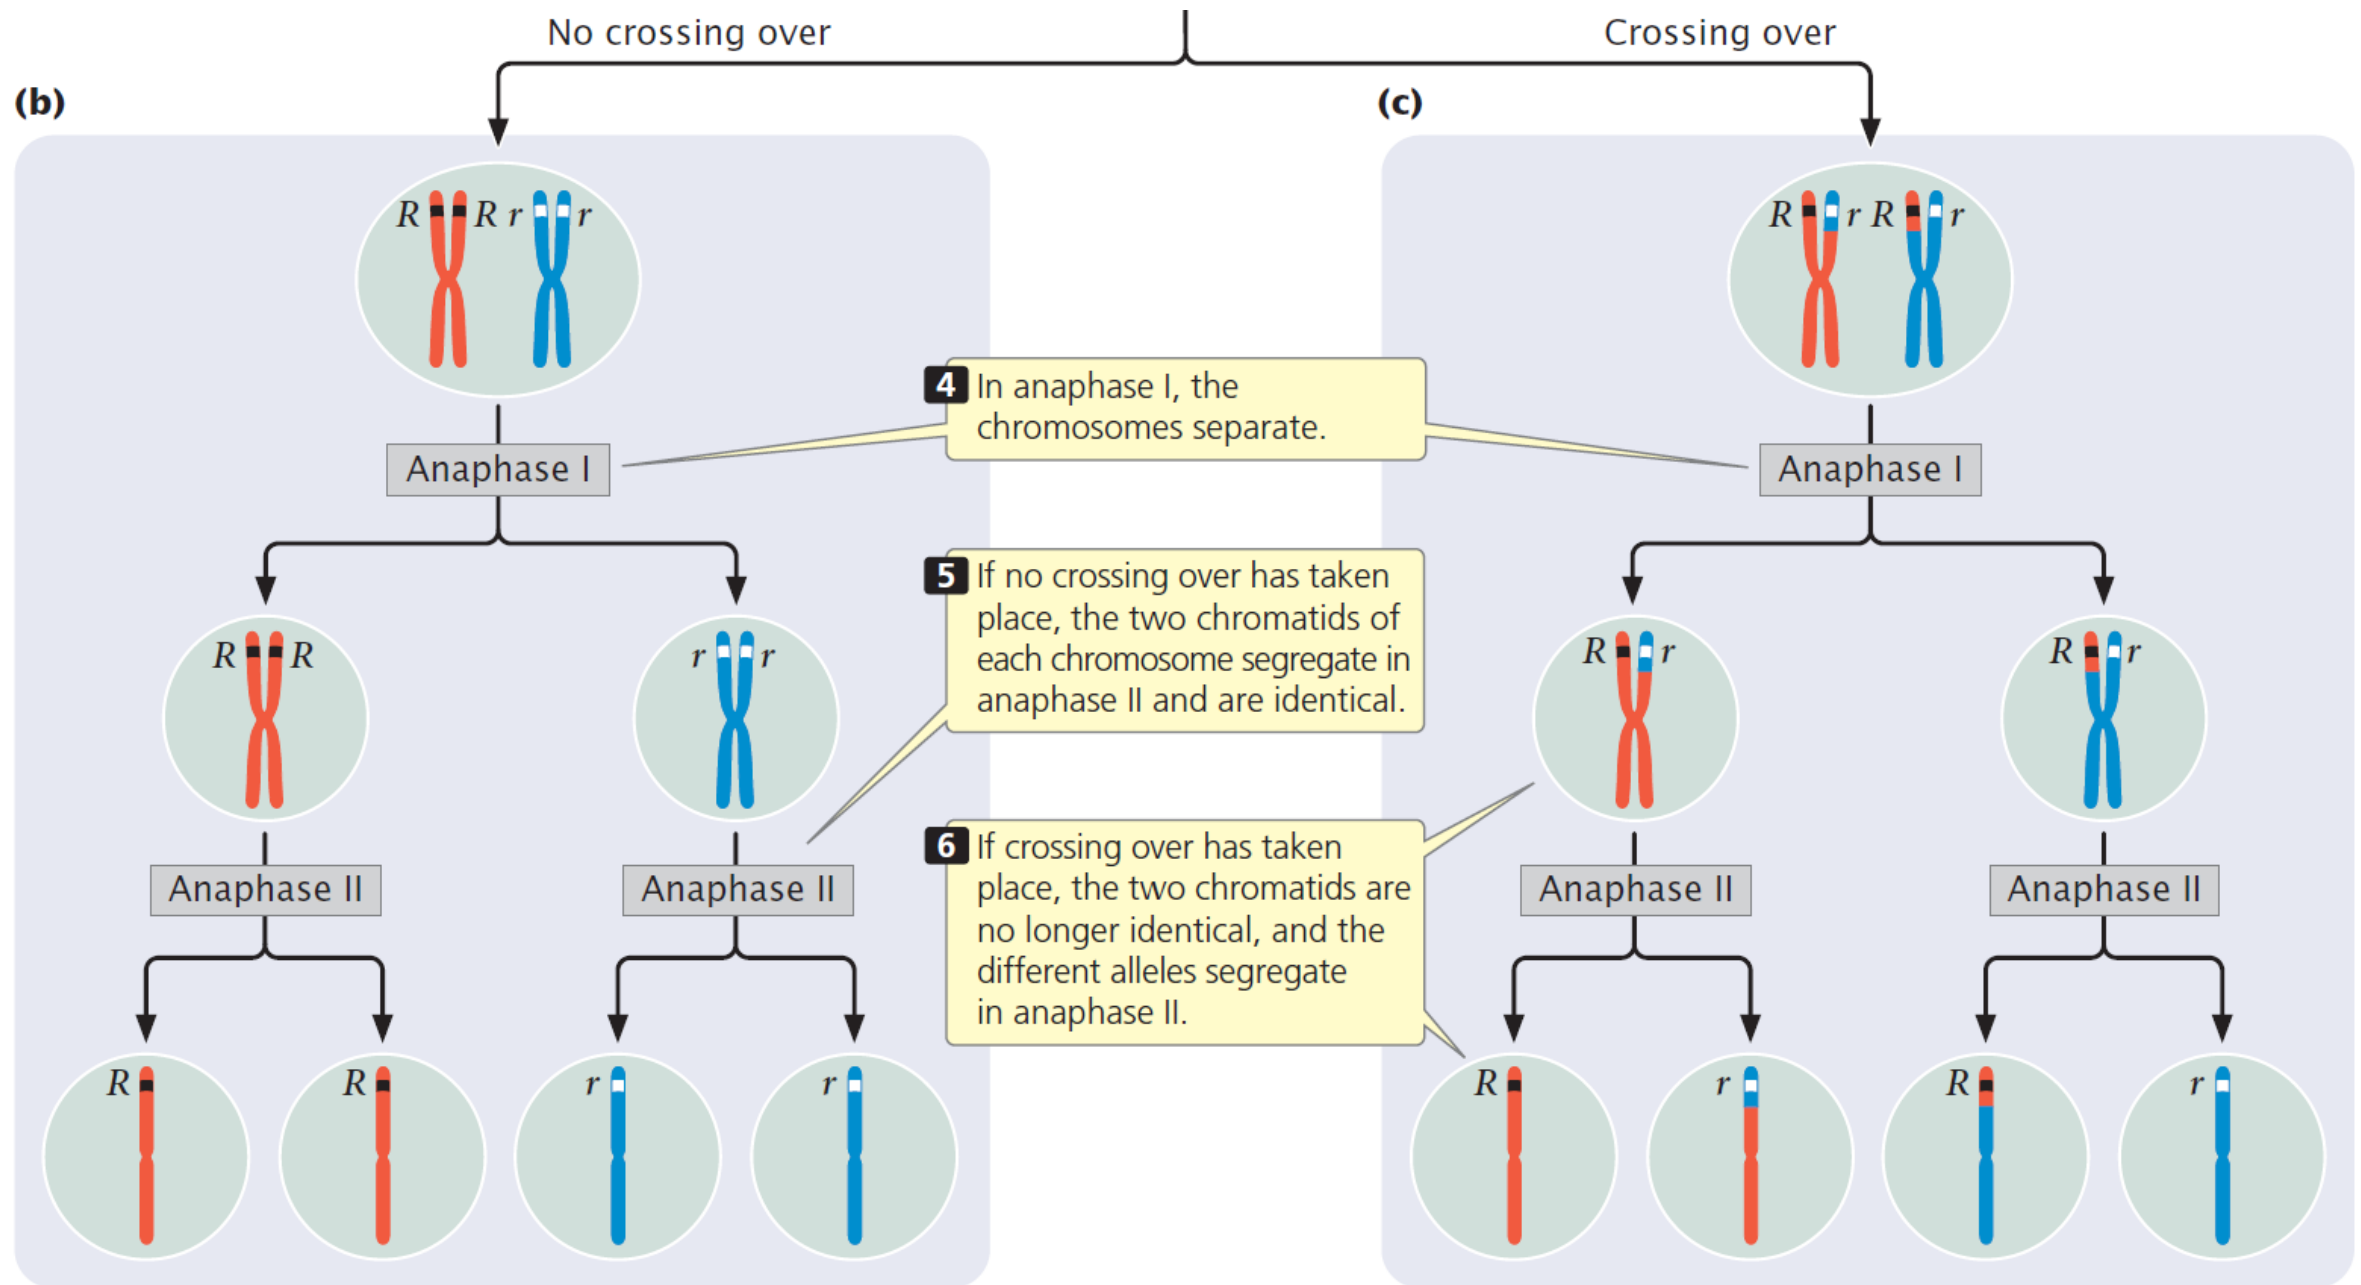 No crossing over
Crossing over
(b)
(c)
R R r r
R r R r
4 In anaphase I, the
chromosomes separate.
Anaphase I
Anaphase I
5 If no crossing over has taken
place, the two chromatids of
each chromosome segregate in
anaphase II and are identical.
R R
r r
R r
R r
6 If crossing over has taken
place, the two chromatids are
no longer identical, and the
different alleles segregate
in anaphase II.
Anaphase II
Anaphase II
Anaphase II
Anaphase II
R
R
r
r
R
r
R
r